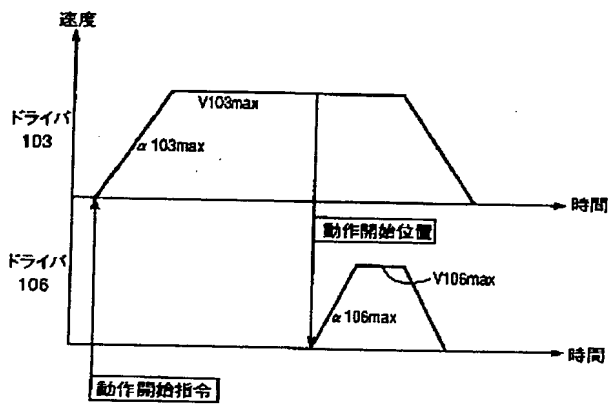 速度
ドライバ
103
V103max
α103max
時間
動作開始位置
ドライバ
106
V106max
α106max
時間
動作開始指令